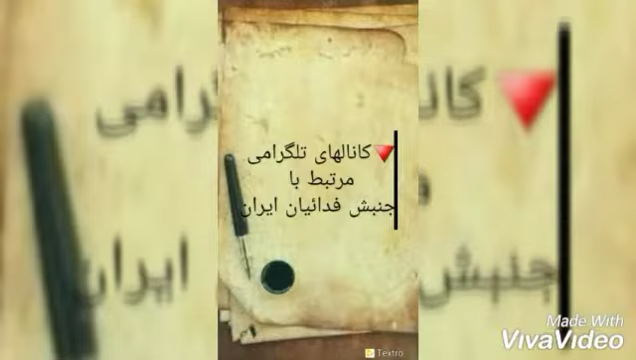 🔻کانالهای تلگرامی
مرتبط با
جنبش فدائیان ایران
Textro
Made With
VivaVideo